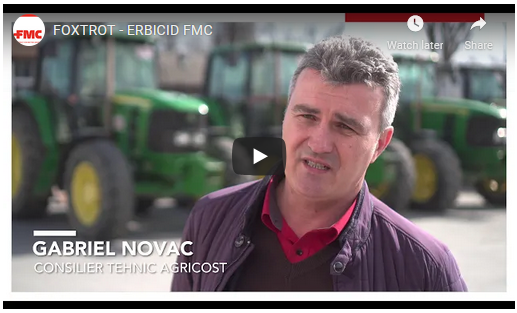 FMC
FOXTROT - ERBICID FMC
Watch later
Share
GABRIEL NOVAC
CONSILIER TEHNIC AGRICOST